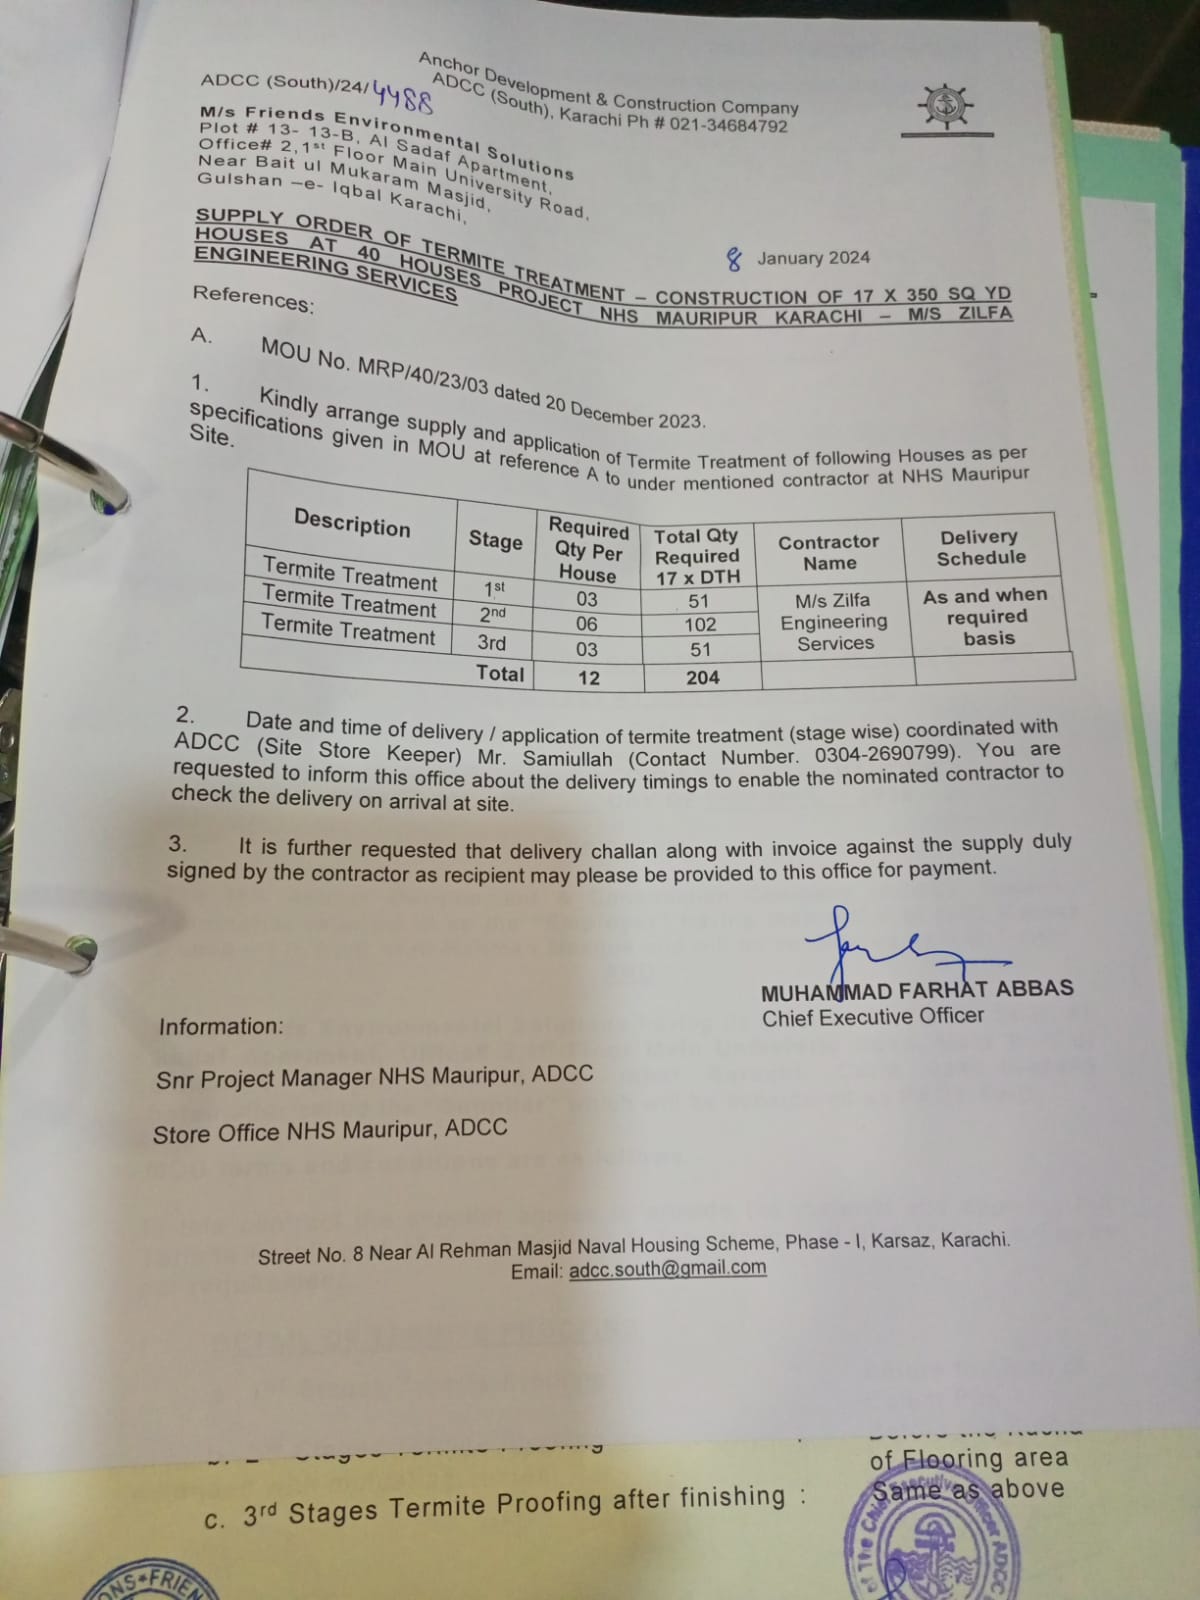 Anchor Development & Construction Company
ADCC (South), Karachi Ph # 021-34684792
ADCC (South)/24/4488
M/s Friends Environmental Solutions
Plot # 13- 13-B, Al Sadaf Apartment,
Office# 2,1st Floor Main University Road,
Near Bait ul Mukaram Masjid,
Gulshan –e- Iqbal Karachi,
8 January 2024
SUPPLY ORDER OF TERMITE TREATMENT – CONSTRUCTION OF 17 X 350 SQ YD
HOUSES AT 40 HOUSES PROJECT NHS MAURIPUR KARACHI – M/S ZILFA
ENGINEERING SERVICES
References:
A. MOU No. MRP/40/23/03 dated 20 December 2023.
1. Kindly arrange supply and application of Termite Treatment of following Houses as per
specifications given in MOU at reference A to under mentioned contractor at NHS Mauripur
Site.
Description Stage Required Qty Per House Total Qty Required 17 x DTH Contractor Name Delivery Schedule
Termite Treatment 1st 03 51 M/s Zilfa Engineering Services As and when required basis
Termite Treatment 2nd 06 102
Termite Treatment 3rd 03 51
Total 12 204
2. Date and time of delivery / application of termite treatment (stage wise) coordinated with
ADCC (Site Store Keeper) Mr. Samiullah (Contact Number. 0304-2690799). You are
requested to inform this office about the delivery timings to enable the nominated contractor to
check the delivery on arrival at site.
3. It is further requested that delivery challan along with invoice against the supply duly
signed by the contractor as recipient may please be provided to this office for payment.
MUHAMMAD FARHAT ABBAS
Chief Executive Officer
Information:
Snr Project Manager NHS Mauripur, ADCC
Store Office NHS Mauripur, ADCC
Street No. 8 Near Al Rehman Masjid Naval Housing Scheme, Phase - I, Karsaz, Karachi.
Email: adcc.south@gmail.com
of Flooring area
c. 3rd Stages Termite Proofing after finishing : Same as above